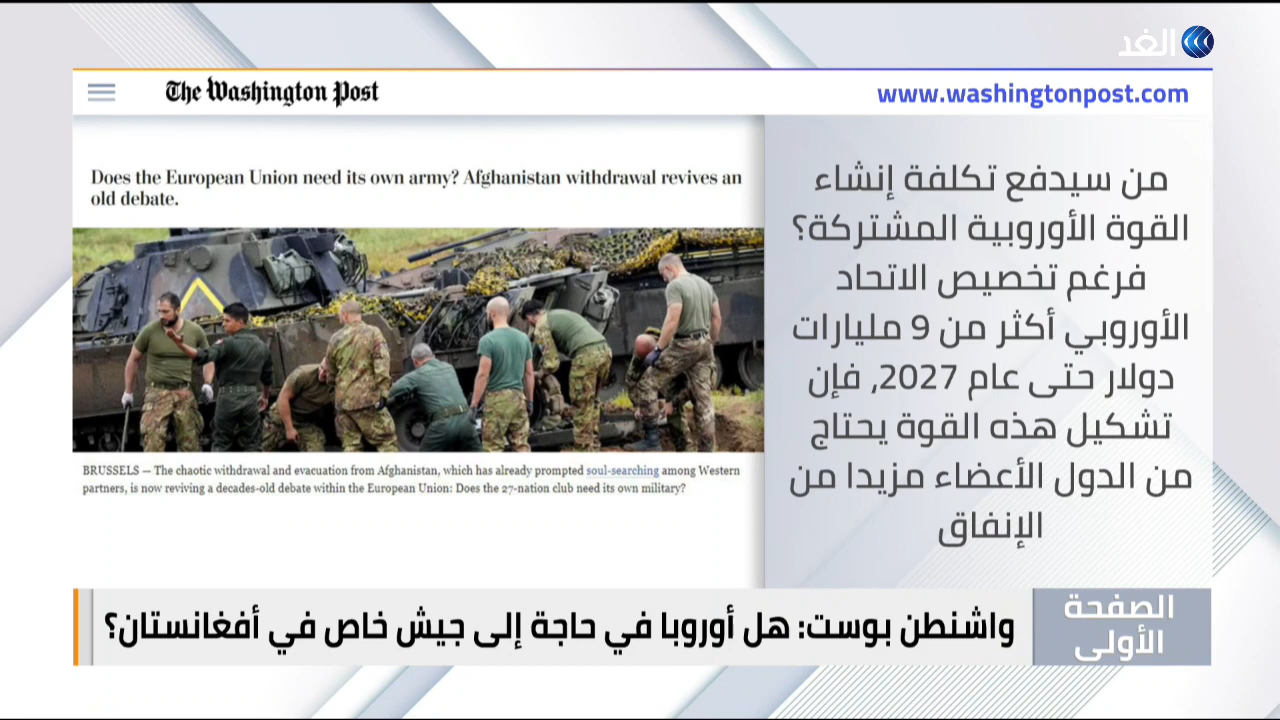 الغد
The Washington Post
www.washingtonpost.com
Does the European Union need its own army? Afghanistan withdrawal revives an
old debate.
BRUSSELS — The chaotic withdrawal and evacuation from Afghanistan, which has already prompted soul-searching among Western
partners, is now reviving a decades-old debate within the European Union: Does the 27-nation club need its own military?
من سيدفع تكلفة إنشاء
القوة الأوروبية المشتركة؟
فرغم تخصيص الاتحاد
الأوروبي أكثر من 9 مليارات
دولار حتى عام 2027, فإن
تشكيل هذه القوة يحتاج
من الدول الأعضاء مزيدا من
الإنفاق
الصفحة
الأولى
واشنطن بوست: هل أوروبا في حاجة إلى جيش خاص في أفغانستان؟